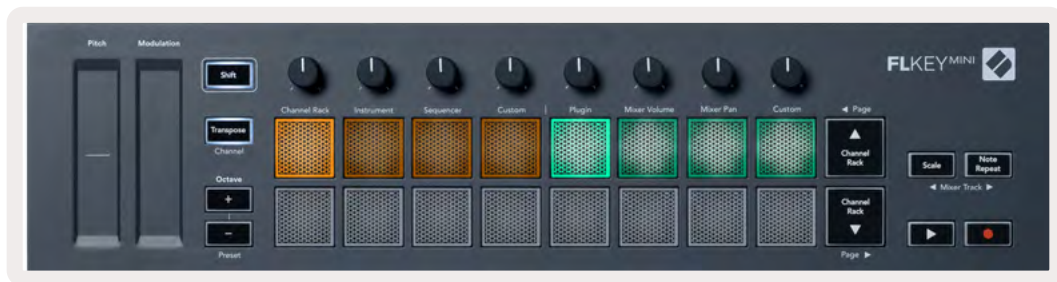 Pitch Modulation
Shift
FLKEY MINI
Channel Rack Instrument Sequencer Custom | Plugin Mixer Volume Mixer Pan Custom ◀ Page
Transpose
Channel
▲
Channel
Rack
Scale
Note
Repeat
◀ Mixer Track ▶
Octave
+
−
Preset
Channel
Rack
▼
Page ▶